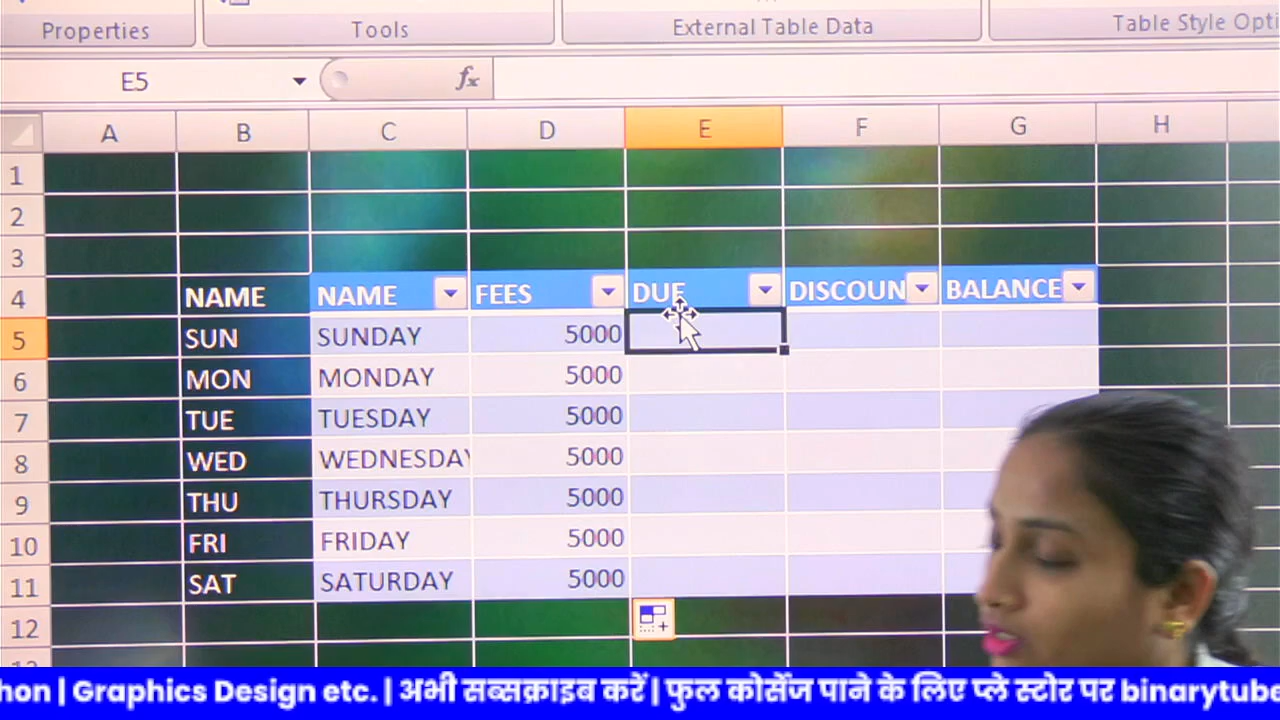 Properties Tools External Table Data Table Style Opti
E5 fx
A B C D E F G H
1
2
3
4 NAME NAME FEES DUE DISCOUN BALANCE
5 SUN SUNDAY 5000
6 MON MONDAY 5000
7 TUE TUESDAY 5000
8 WED WEDNESDAY 5000
9 THU THURSDAY 5000
10 FRI FRIDAY 5000
11 SAT SATURDAY 5000
12
hon | Graphics Design etc. | अभी सब्सक्राइब करें | फुल कोर्सेज पाने के लिए प्ले स्टोर पर binarytube